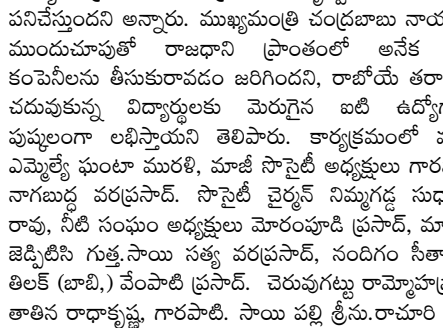 పనిచేస్తుందని అన్నారు. ముఖ్యమంత్రి చంద్రబాబు
ముందుచూపుతో రాజధాని ప్రాంతంలో అనేక
కంపెనీలను తీసుకురావడం జరిగిందని, రాబోయే
చదువుకున్న విద్యార్థులకు మెరుగైన ఐటి
పుష్కలంగా లభిస్తాయని తెలిపారు. కార్యక్రమంలో
ఎమ్మెల్యే ఘంటా మురళి, మాజీ సొసైటీ అధ్యక్షులు
నాగబుద్ధ వరప్రసాద్. సొసైటీ చైర్మన్ నిమ్మగడ్డ
రావు, నీటి సంఘం అధ్యక్షులు మోరంపూడి ప్రసాద్,
జెడ్పిటిసి గుత్త.సాయి సత్య వరప్రసాద్, నందిగం
తిలక్ (బాబి,) వేంపాటి ప్రసాద్. చెరువుగట్టు
తాతిన రాధాకృష్ణ, గారపాటి. సాయి పల్లి శ్రీను.రాచూరి